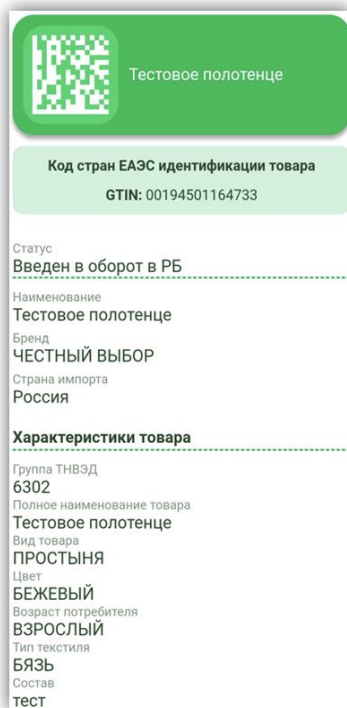 Тестовое полотенце
Код стран ЕАЭС идентификации товара
GTIN: 00194501164733
Статус
Введен в оборот в РБ
Наименование
Тестовое полотенце
Бренд
ЧЕСТНЫЙ ВЫБОР
Страна импорта
Россия
Характеристики товара
Группа ТНВЭД
6302
Полное наименование товара
Тестовое полотенце
Вид товара
ПРОСТЫНЯ
Цвет
БЕЖЕВЫЙ
Возраст потребителя
ВЗРОСЛЫЙ
Тип текстиля
БЯЗЬ
Состав
тест